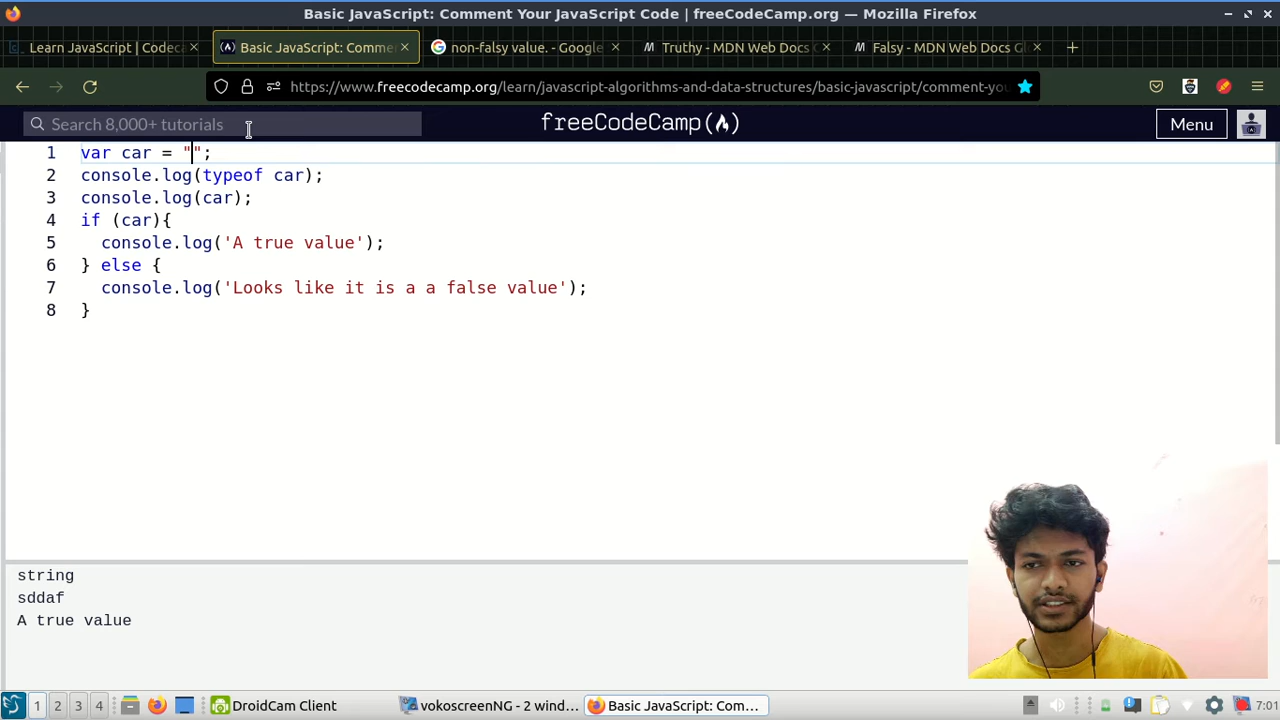 Basic JavaScript: Comment Your JavaScript Code | freeCodeCamp.org — Mozilla Firefox
Learn JavaScript | Codeca
Basic JavaScript: Comme
non-falsy value. - Google
Truthy - MDN Web Docs
Falsy - MDN Web Docs Gl
https://www.freecodecamp.org/learn/javascript-algorithms-and-data-structures/basic-javascript/comment-yo
Search 8,000+ tutorials
freeCodeCamp
Menu
1 var car = "";
2 console.log(typeof car);
3 console.log(car);
4 if (car){
5 console.log('A true value');
6 } else {
7 console.log('Looks like it is a a false value');
8 }
string
sddaf
A true value
1 2 3 4 DroidCam Client vokoscreenNG - 2 wind... Basic JavaScript: Com... 7:01